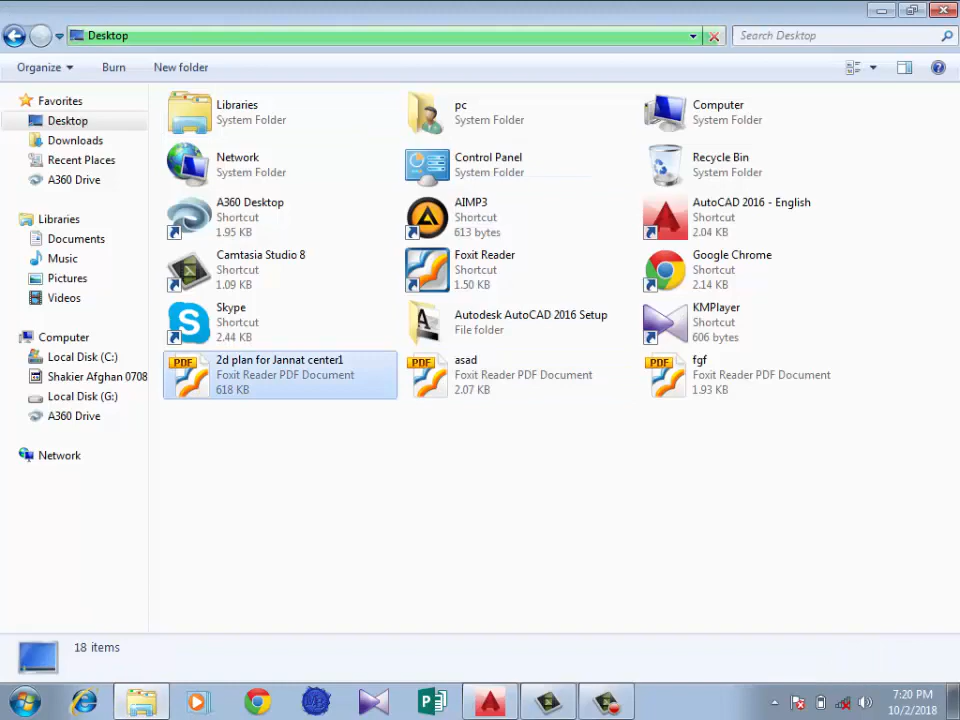 Desktop
Search Desktop
Organize
Burn
New folder
Favorites
Desktop
Downloads
Recent Places
A360 Drive
Libraries
Documents
Music
Pictures
Videos
Computer
Local Disk (C:)
Shakier Afghan 0708
Local Disk (G:)
A360 Drive
Network
Libraries
System Folder
pc
System Folder
Computer
System Folder
Network
System Folder
Control Panel
System Folder
Recycle Bin
System Folder
A360 Desktop
Shortcut
1.95 KB
AIMP3
Shortcut
613 bytes
AutoCAD 2016 - English
Shortcut
2.04 KB
Camtasia Studio 8
Shortcut
1.09 KB
Foxit Reader
Shortcut
1.50 KB
Google Chrome
Shortcut
2.14 KB
Skype
Shortcut
2.44 KB
Autodesk AutoCAD 2016 Setup
File folder
KMPlayer
Shortcut
606 bytes
PDF
2d plan for Jannat center1
Foxit Reader PDF Document
618 KB
PDF
asad
Foxit Reader PDF Document
2.07 KB
PDF
fgf
Foxit Reader PDF Document
1.93 KB
18 items
7:20 PM
10/2/2018